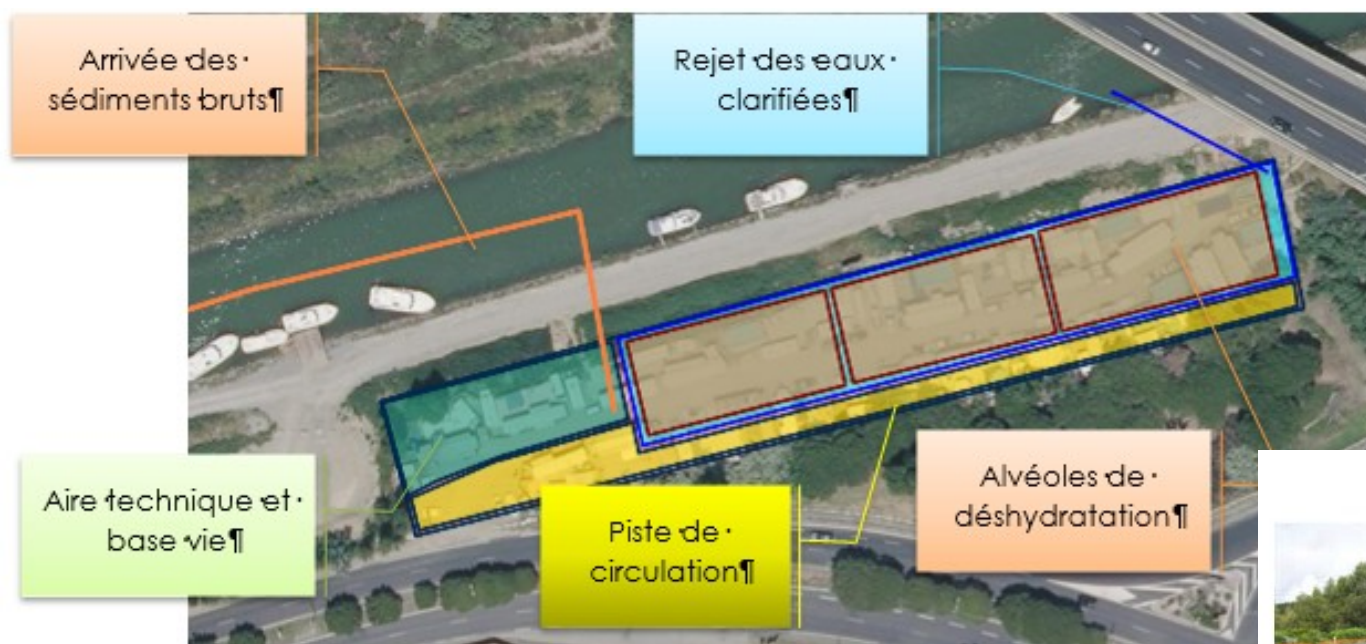 Arrivée·des·
sédiments·bruts¶
Rejet·des·eaux·
clarifiées¶
Aire·technique·et·
base·vie¶
Piste·de·
circulation¶
Alvéoles·de·
déshydratation¶